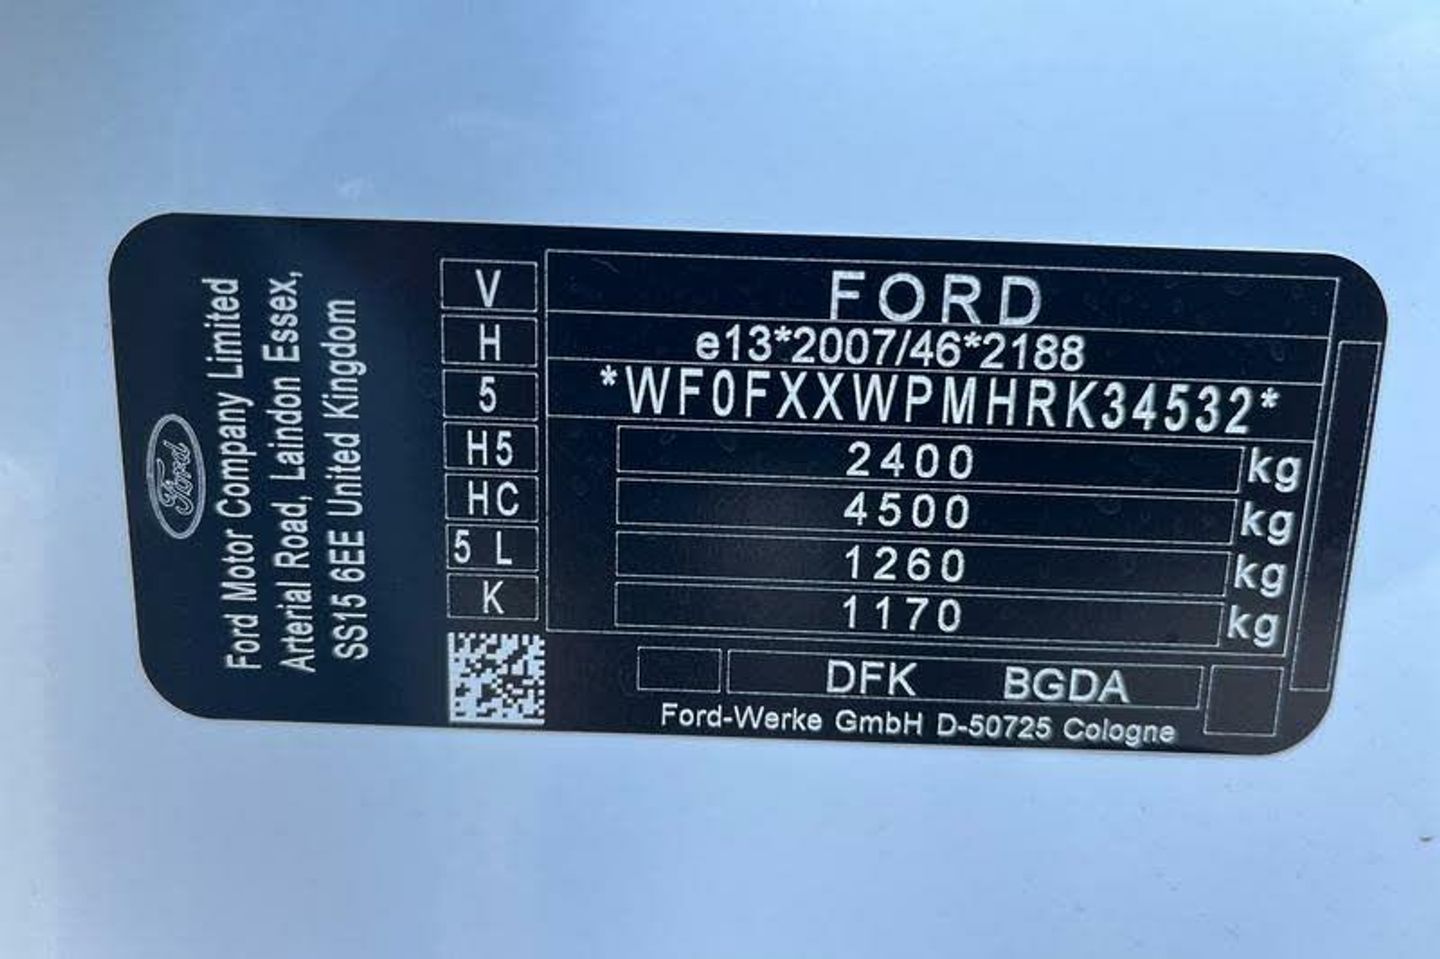 Ford
Ford Motor Company Limited
Arterial Road, Laindon Essex,
SS15 6EE United Kingdom
V
H
5
H5
HC
5 L
K
FORD
e13*2007/46*2188
*WF0FXXWPMHRK34532*
2400 kg
4500 kg
1260 kg
1170 kg
DFK BGDA
Ford-Werke GmbH D-50725 Cologne